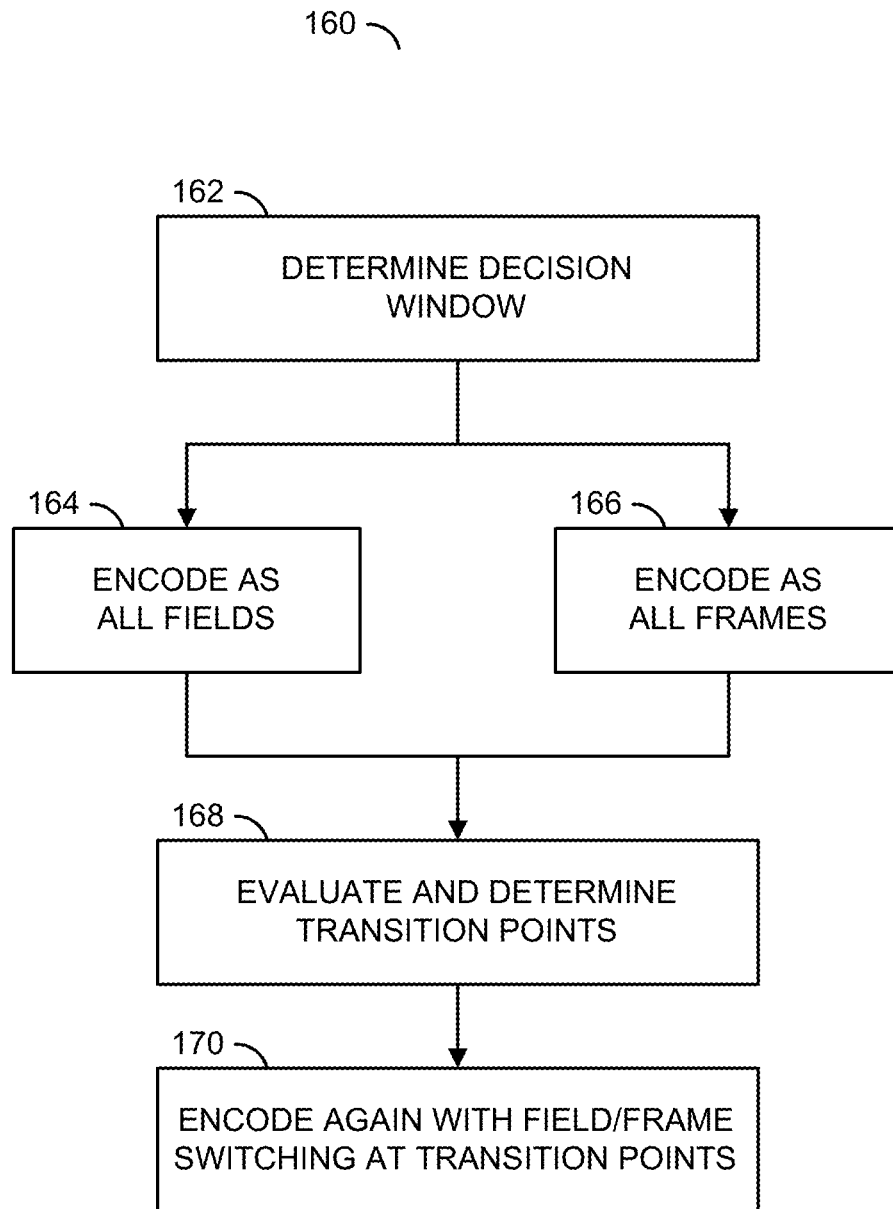 160
162
DETERMINE DECISION
WINDOW
164
ENCODE AS
ALL FIELDS
166
ENCODE AS
ALL FRAMES
168
EVALUATE AND DETERMINE
TRANSITION POINTS
170
ENCODE AGAIN WITH FIELD/FRAME
SWITCHING AT TRANSITION POINTS